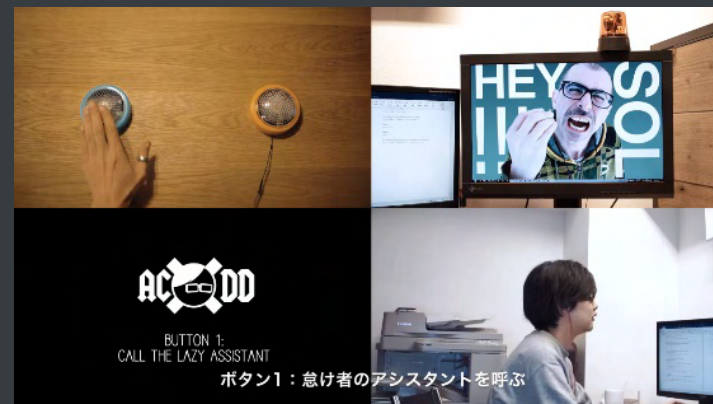 HEY
!!!
SOL
AC DD
BUTTON 1:
CALL THE LAZY ASSISTANT
ボタン1：怠け者のアシスタントを呼ぶ